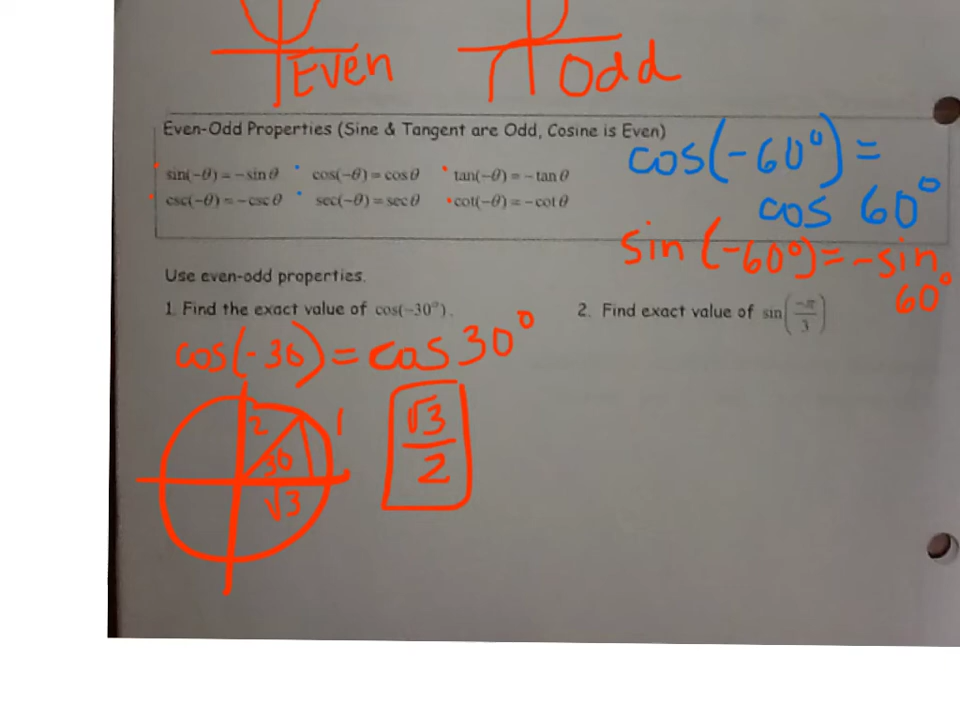 Even Odd
Even-Odd Properties (Sine & Tangent are Odd, Cosine is Even)
sin(-θ) = -sin θ cos(-θ) = cos θ tan(-θ) = -tan θ
csc(-θ) = -csc θ sec(-θ) = sec θ cot(-θ) = -cot θ
cos(-60°) =
cos 60°
sin(-60°) = -sin
60°
Use even-odd properties.
1. Find the exact value of cos(-30°).
cos(-30) = cos 30°
2 1
30
√3
√3/2
2. Find exact value of sin(-π/3)